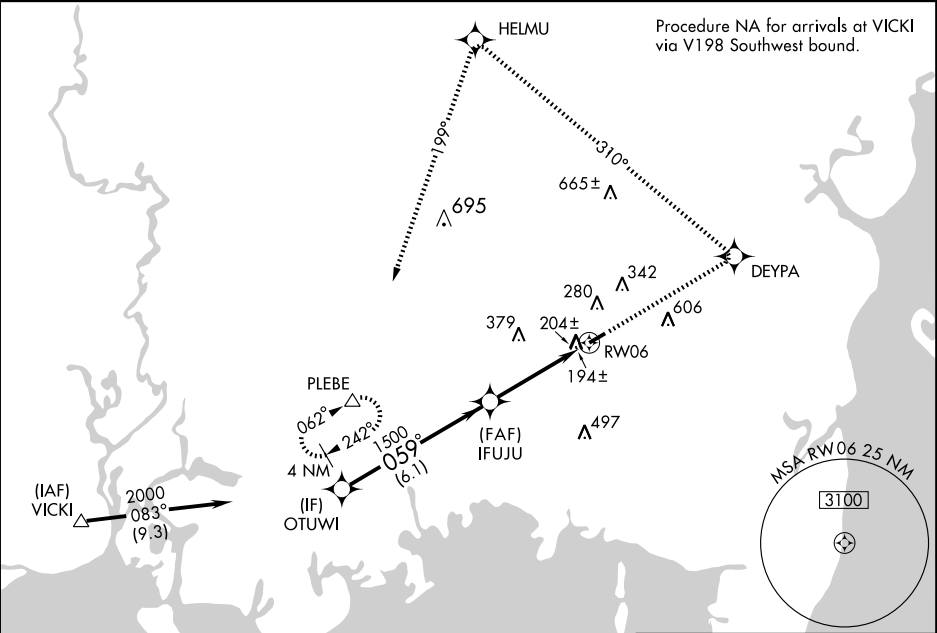 HELMU
Procedure NA for arrivals at VICKI
via V198 Southwest bound.
199°
310°
665±
695
DEYPA
342
280
606
379
204±
RW06
194±
PLEBE
062°
242°
4 NM
1500
059°
(6.1)
(FAF)
IFUJU
497
(IF)
OTUWI
(IAF)
VICKI
2000
083°
(9.3)
MSA RW06 25 NM
3100